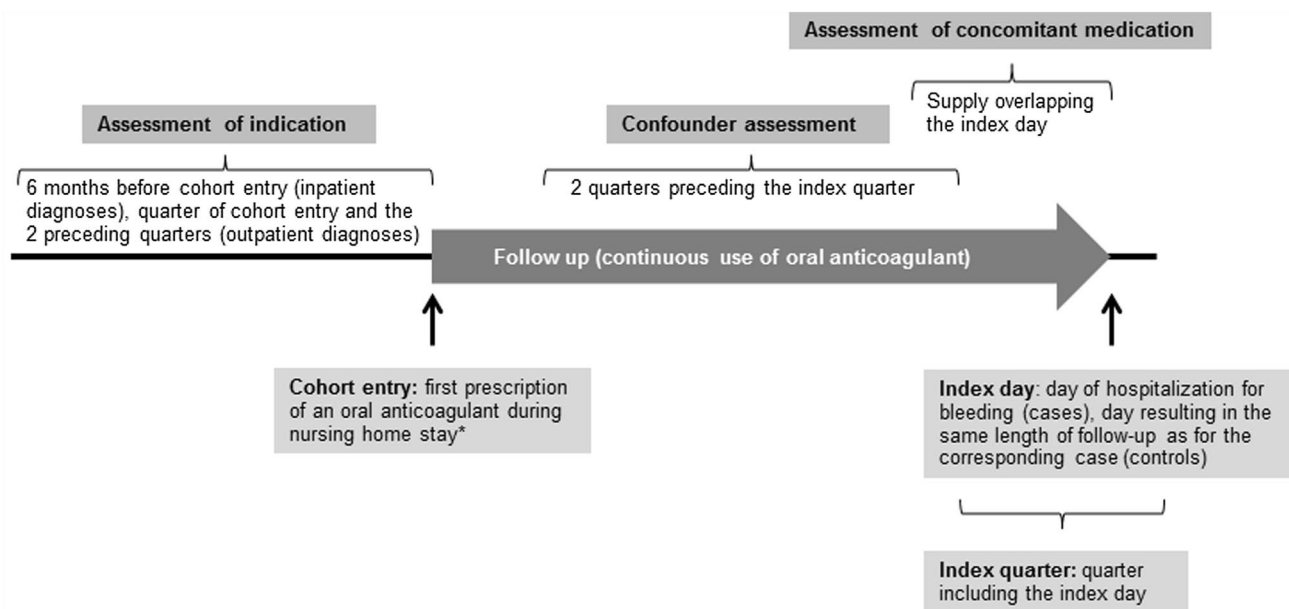 Assessment of concomitant medication
Supply overlapping
the index day
Assessment of indication
Confounder assessment
6 months before cohort entry (inpatient
diagnoses), quarter of cohort entry and the
2 preceding quarters (outpatient diagnoses)
2 quarters preceding the index quarter
Follow up (continuous use of oral anticoagulant)
Cohort entry: first prescription
of an oral anticoagulant during
nursing home stay*
Index day: day of hospitalization for
bleeding (cases), day resulting in the
same length of follow-up as for the
corresponding case (controls)
Index quarter: quarter
including the index day